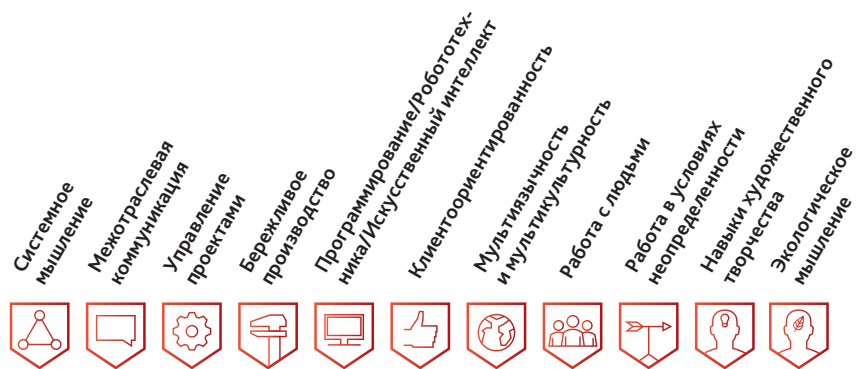 Системное
мышление
Межотраслевая
коммуникация
Управление
проектами
Бережливое
производство
Программирование/Робототех-
ника/Искусственный интеллект
Клиентоориентированность
Мультиязычность
и мультикультурность
Работа с людьми
Работа в условиях
неопределенности
Навыки художественного
творчества
Экологическое
мышление